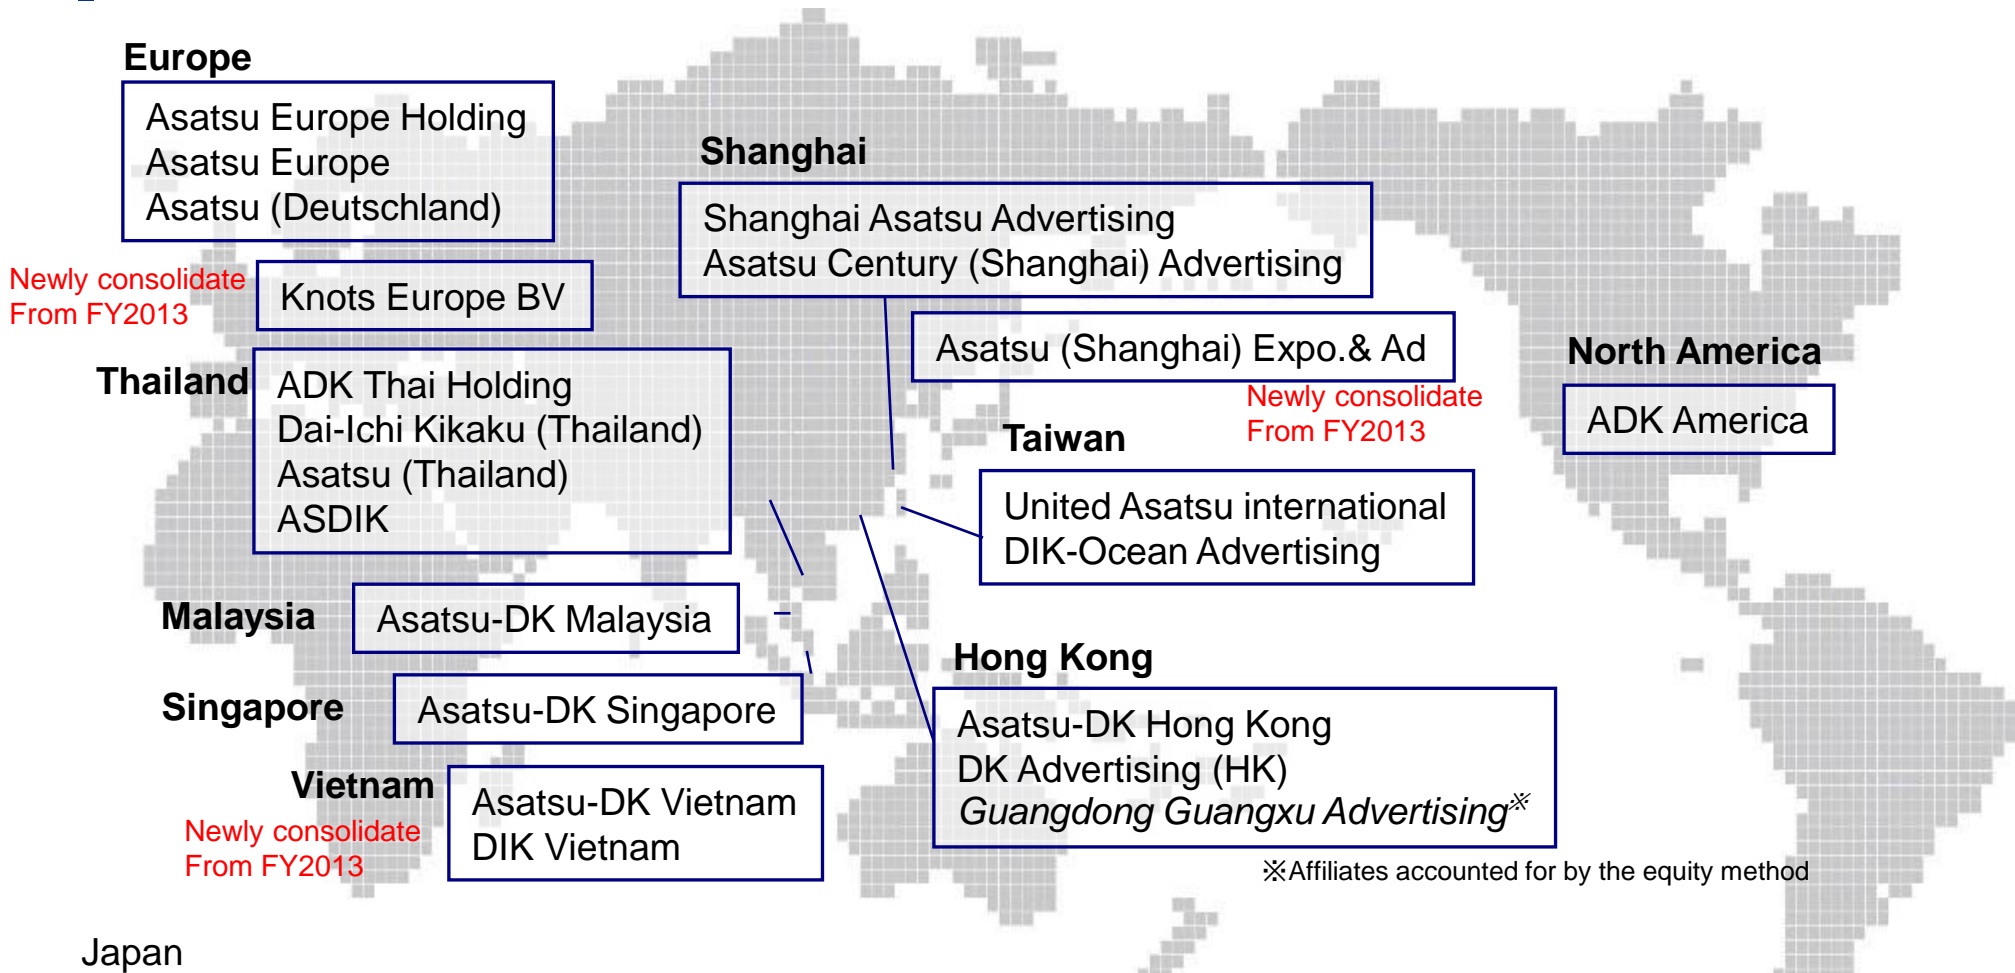 Europe
Asatsu Europe Holding
Asatsu Europe
Asatsu (Deutschland)
Newly consolidate
From FY2013
Knots Europe BV
Thailand
ADK Thai Holding
Dai-Ichi Kikaku (Thailand)
Asatsu (Thailand)
ASDIK
Malaysia
Asatsu-DK Malaysia
Singapore
Asatsu-DK Singapore
Vietnam
Newly consolidate
From FY2013
Asatsu-DK Vietnam
DIK Vietnam
Shanghai
Shanghai Asatsu Advertising
Asatsu Century (Shanghai) Advertising
Asatsu (Shanghai) Expo.& Ad
Newly consolidate
From FY2013
Taiwan
United Asatsu international
DIK-Ocean Advertising
Hong Kong
Asatsu-DK Hong Kong
DK Advertising (HK)
Guangdong Guangxu Advertising※
※Affiliates accounted for by the equity method
North America
ADK America
Japan